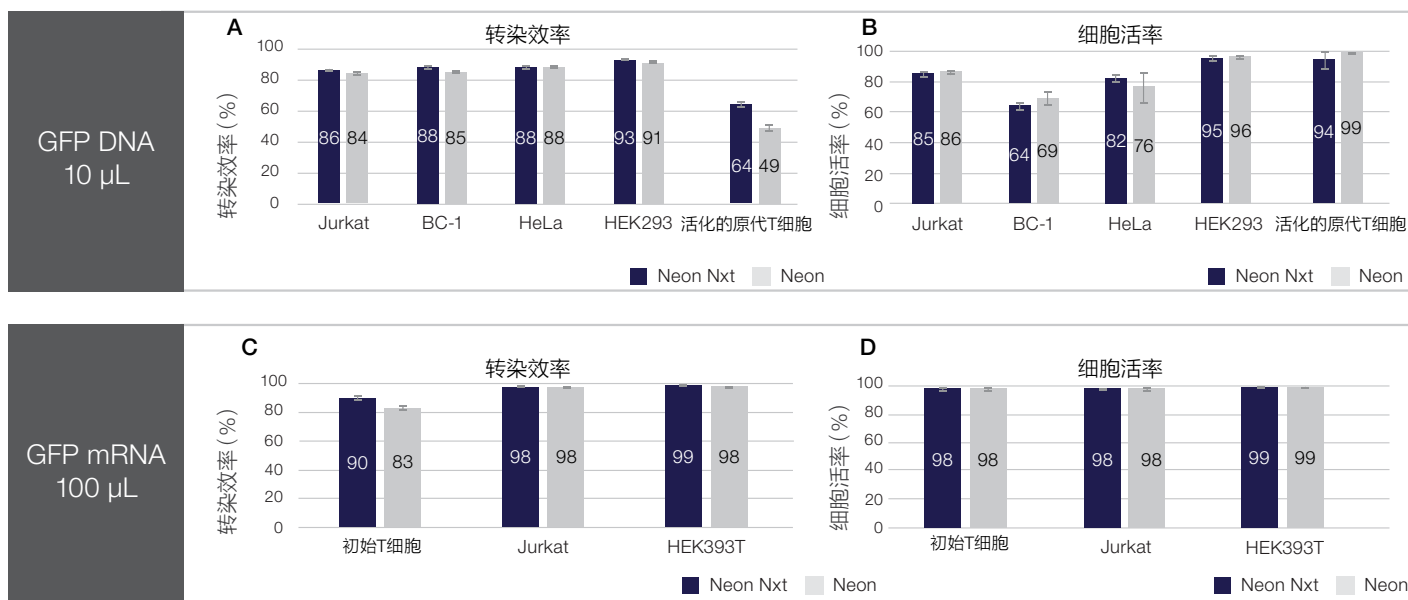 GFP DNA
10 µL
A
转染效率
转染效率（%）
100
80
60
40
20
0
86 84 88 85 88 88 93 91 64 49
Jurkat BC-1 HeLa HEK293 活化的原代T细胞
Neon Nxt Neon
B
细胞活率
细胞活率（%）
100
80
60
40
20
0
85 86 64 69 82 76 95 96 94 99
Jurkat BC-1 HeLa HEK293 活化的原代T细胞
Neon Nxt Neon
GFP mRNA
100 µL
C
转染效率
转染效率（%）
100
80
60
40
20
0
90 83 98 98 99 98
初始T细胞 Jurkat HEK393T
Neon Nxt Neon
D
细胞活率
细胞活率（%）
100
80
60
40
20
0
98 98 98 98 99 99
初始T细胞 Jurkat HEK393T
Neon Nxt Neon